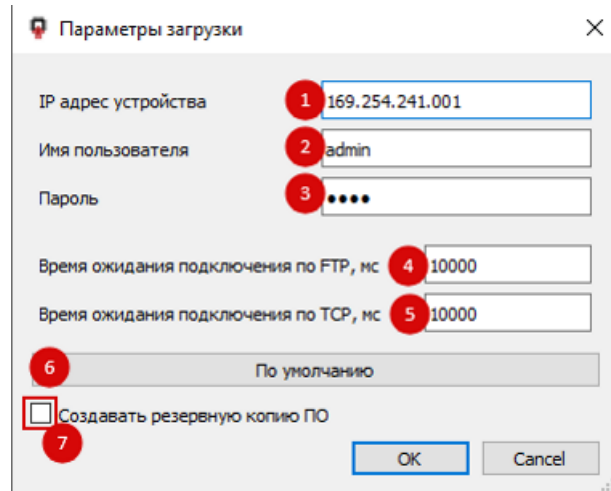 Параметры загрузки
IP адрес устройства 1 169.254.241.001
Имя пользователя 2 admin
Пароль 3 ••••
Время ожидания подключения по FTP, мс 4 10000
Время ожидания подключения по TCP, мс 5 10000
6 По умолчанию
Создавать резервную копию ПО
7
OK Cancel